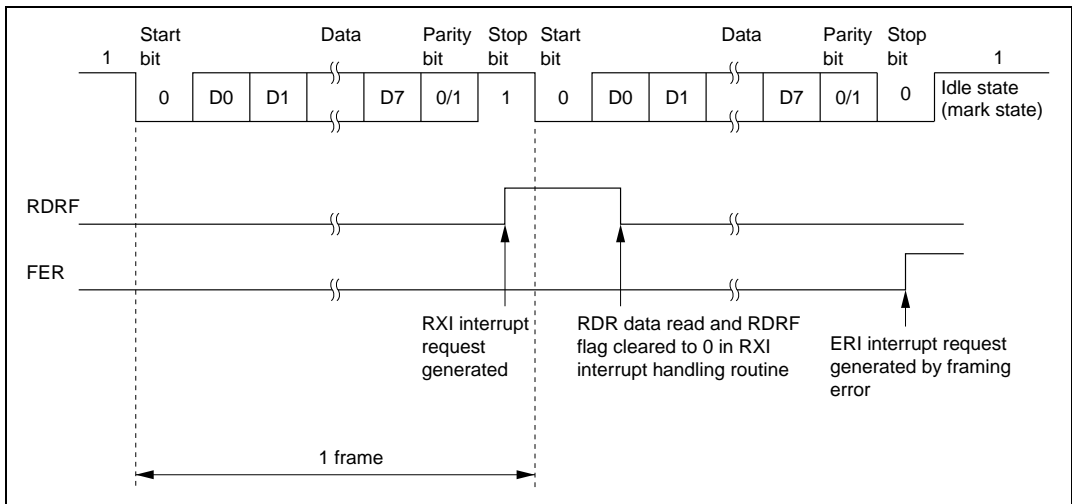 Start Data Parity Stop Start Data Parity Stop
1 bit bit bit bit bit bit 1
0 D0 D1 D7 0/1 1 0 D0 D1 D7 0/1 0 Idle state
(mark state)
RDRF
FER
RXI interrupt
request
generated
RDR data read and RDRF
flag cleared to 0 in RXI
interrupt handling routine
ERI interrupt request
generated by framing
error
1 frame